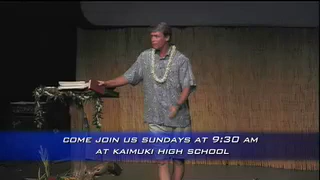 COME JOIN US SUNDAYS AT 9:30 AM
AT KAIMUKI HIGH SCHOOL